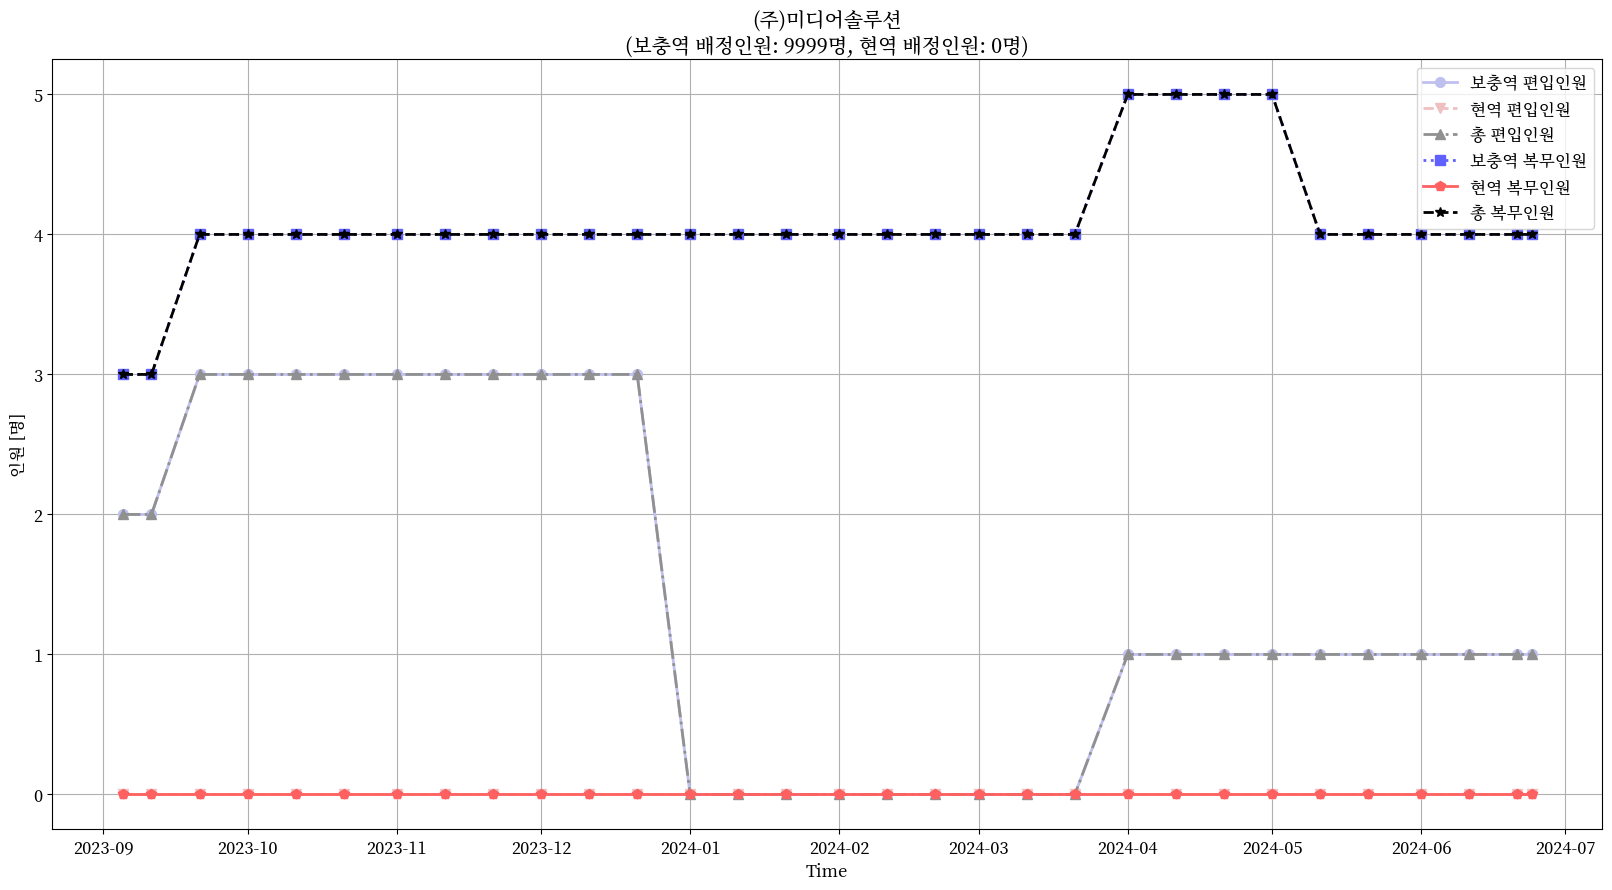 (주)미디어솔루션
(보충역 배정인원: 9999명, 현역 배정인원: 0명)
보충역 편입인원
현역 편입인원
총 편입인원
보충역 복무인원
현역 복무인원
총 복무인원
인원 [명]
5
4
3
2
1
0
2023-09 2023-10 2023-11 2023-12 2024-01 2024-02 2024-03 2024-04 2024-05 2024-06 2024-07
Time